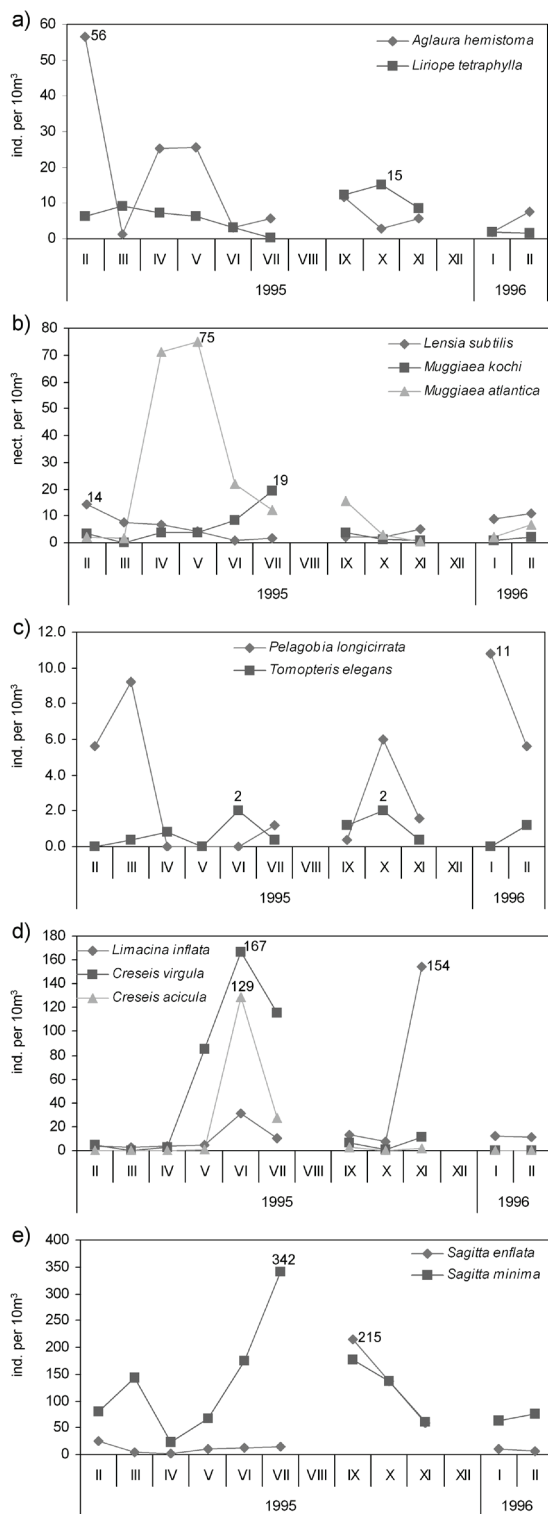 a)
60
56
Aglaura hemistoma
50
Liriope tetraphylla
40
ind. per 10m³
30
20
15
10
0
II III IV V VI VII VIII IX X XI XII I II
1995 1996
b)
80
75
Lensia subtilis
70
Muggiaea kochi
60
Muggiaea atlantica
50
nect. per 10m³
40
30
20
19
14
10
0
II III IV V VI VII VIII IX X XI XII I II
1995 1996
c)
12.0
Pelagobia longicirrata
11
10.0
Tomopteris elegans
8.0
ind. per 10m³
6.0
4.0
2
2
2.0
0.0
II III IV V VI VII VIII IX X XI XII I II
1995 1996
d)
180
Limacina inflata
167
160
Creseis virgula
154
140
Creseis acicula
129
120
ind. per 10m³
100
80
60
40
20
0
II III IV V VI VII VIII IX X XI XII I II
1995 1996
e)
400
Sagitta enflata
350
342
Sagitta minima
300
ind. per 10m³
250
215
200
150
100
50
0
II III IV V VI VII VIII IX X XI XII I II
1995 1996